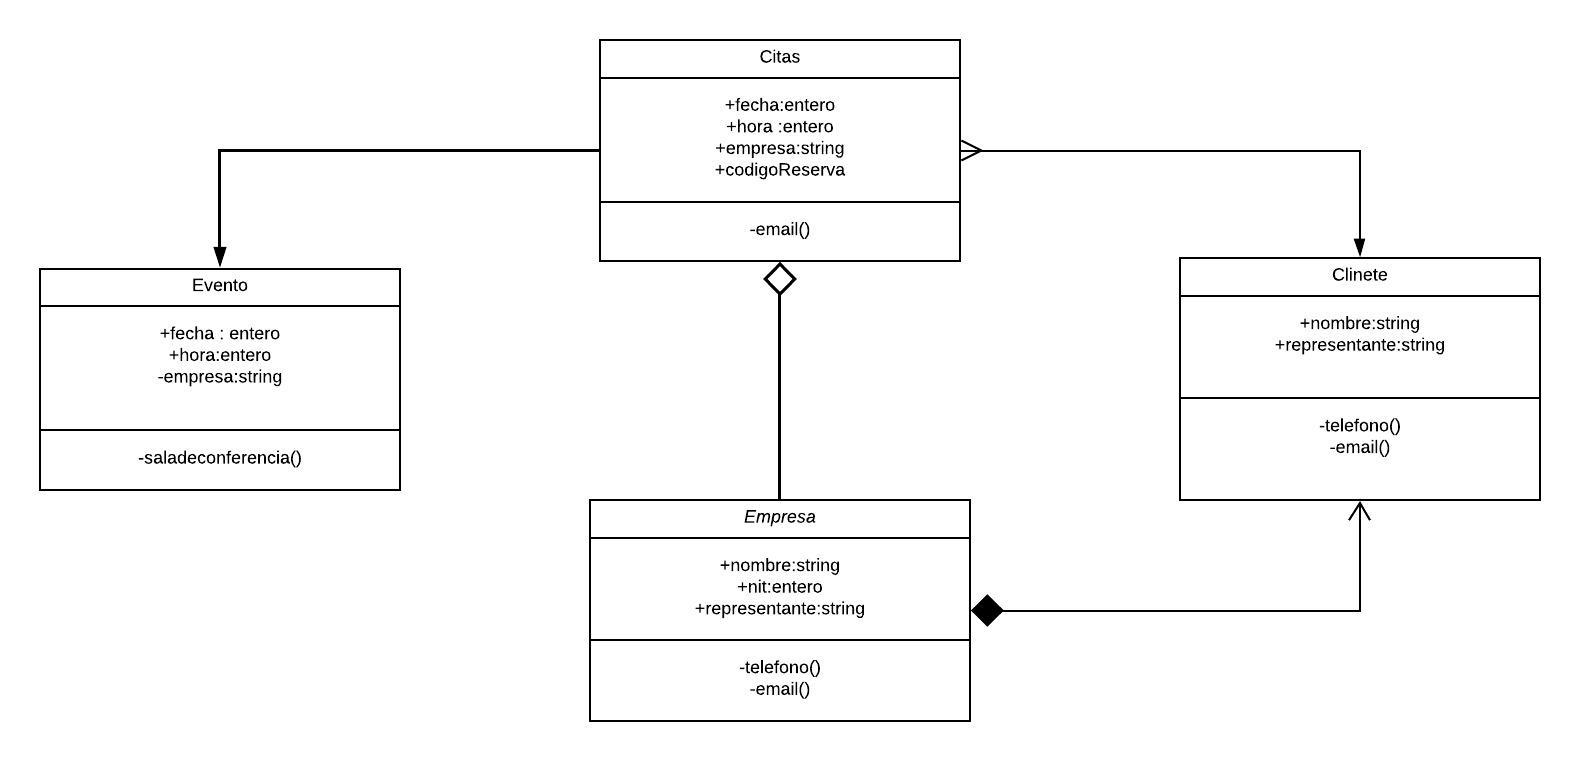 Citas
+fecha:entero
+hora :entero
+empresa:string
+codigoReserva
-email()
Evento
+fecha : entero
+hora:entero
-empresa:string
-saladeconferencia()
Clinete
+nombre:string
+representante:string
-telefono()
-email()
Empresa
+nombre:string
+nit:entero
+representante:string
-telefono()
-email()